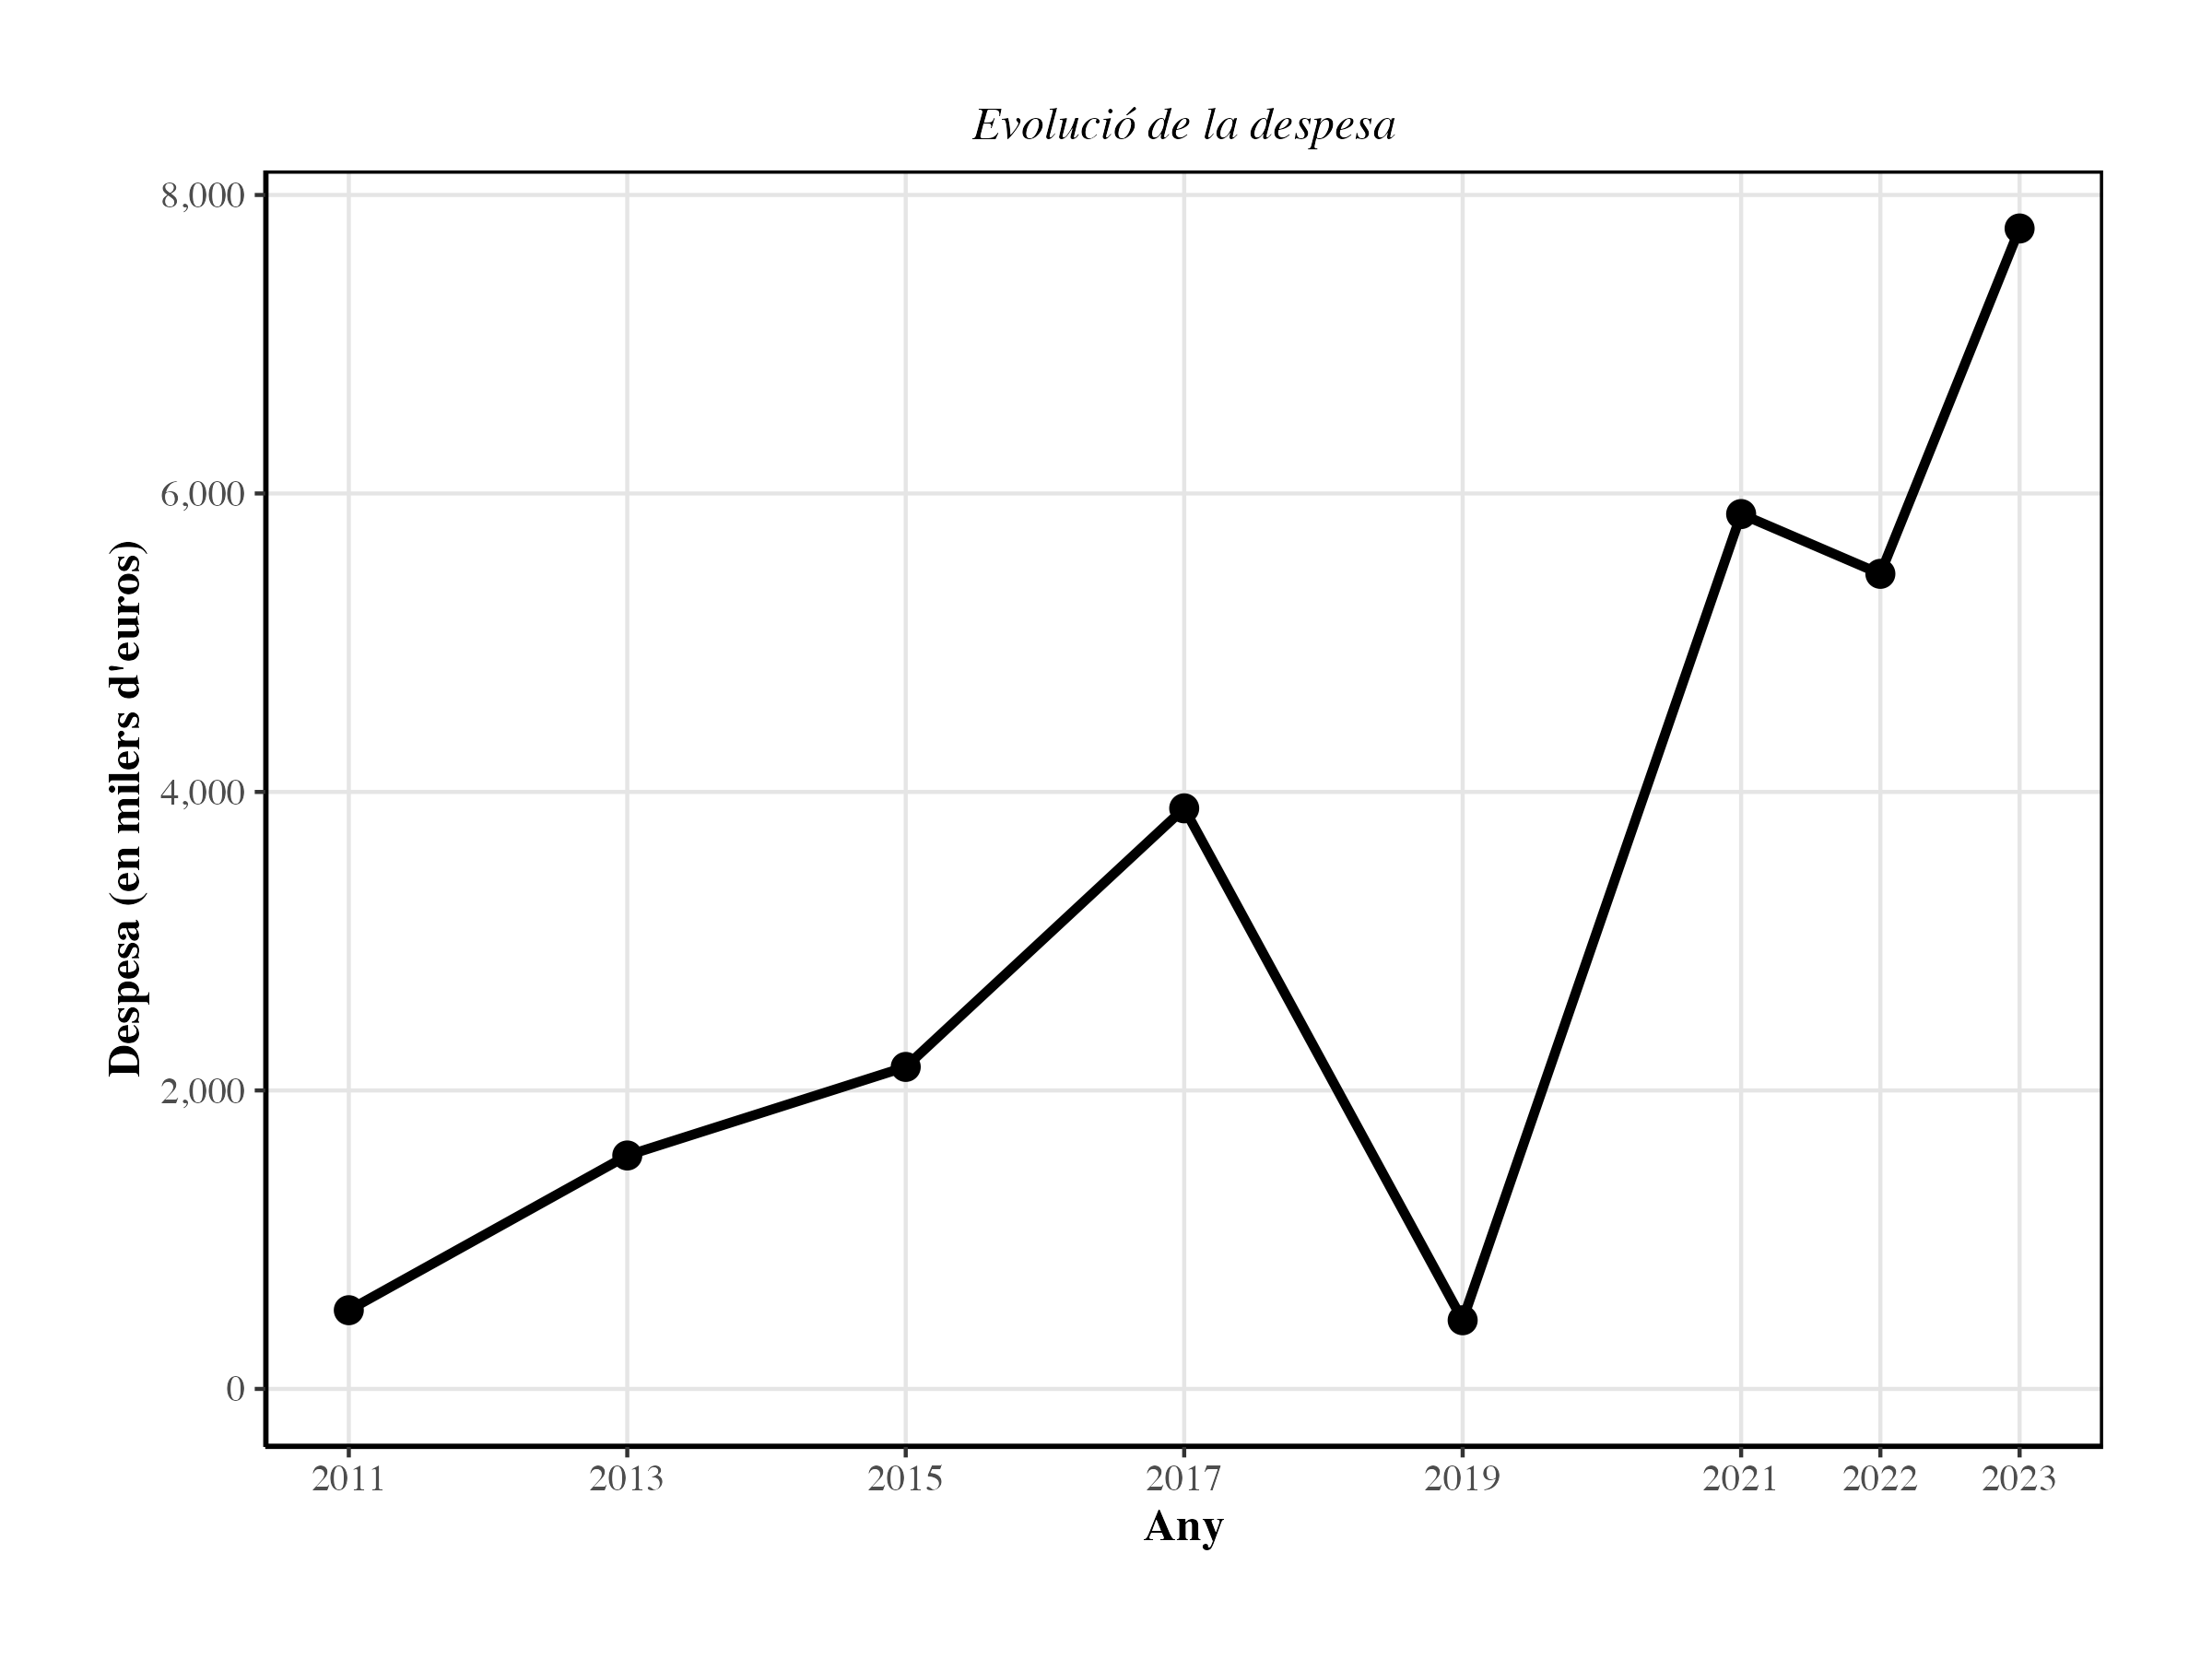 Evolució de la despesa
8,000
6,000
4,000
2,000
0
Despesa (en milers d'euros)
2011 2013 2015 2017 2019 2021 2022 2023
Any